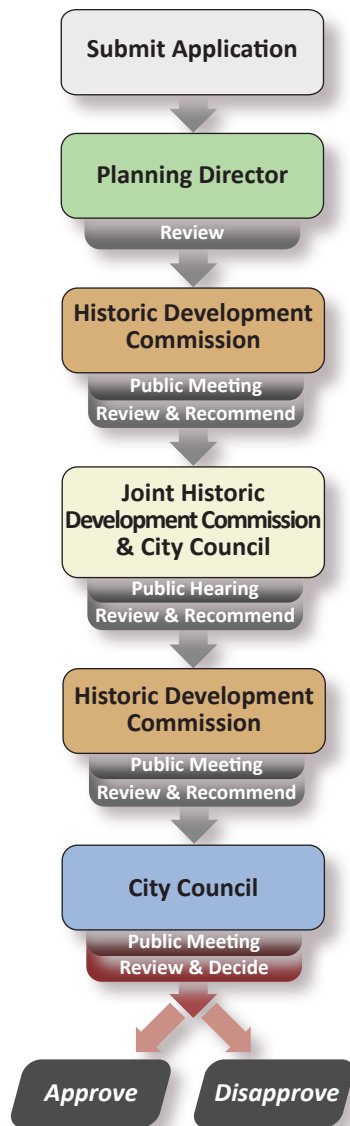 Submit Application
Planning Director
Review
Historic Development
Commission
Public Meeting
Review & Recommend
Joint Historic
Development Commission
& City Council
Public Hearing
Review & Recommend
Historic Development
Commission
Public Meeting
Review & Recommend
City Council
Public Meeting
Review & Decide
Approve
Disapprove